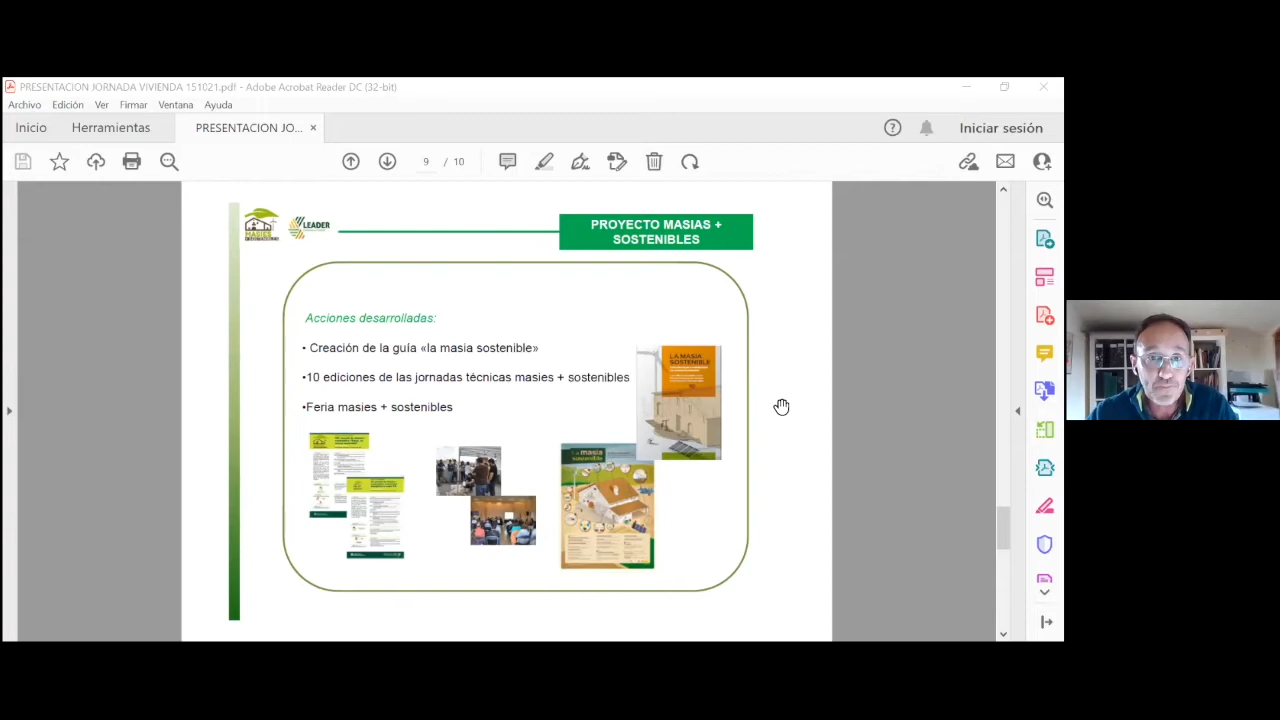 PRESENTACION JORNADA VIVIENDA 151021.pdf - Adobe Acrobat Reader DC (32-bit)
Archivo Edición Ver Firmar Ventana Ayuda
Inicio Herramientas PRESENTACION JO... × Iniciar sesión
9 / 10
MASIES LEADER
PROYECTO MASIAS +
SOSTENIBLES
Acciones desarrolladas:
• Creación de la guía «la masia sostenible»
•10 ediciones de las jornadas técnicas masies + sostenibles
•Feria masies + sostenibles
LA MASIA
SOSTENIBLE
La masia
sostenible